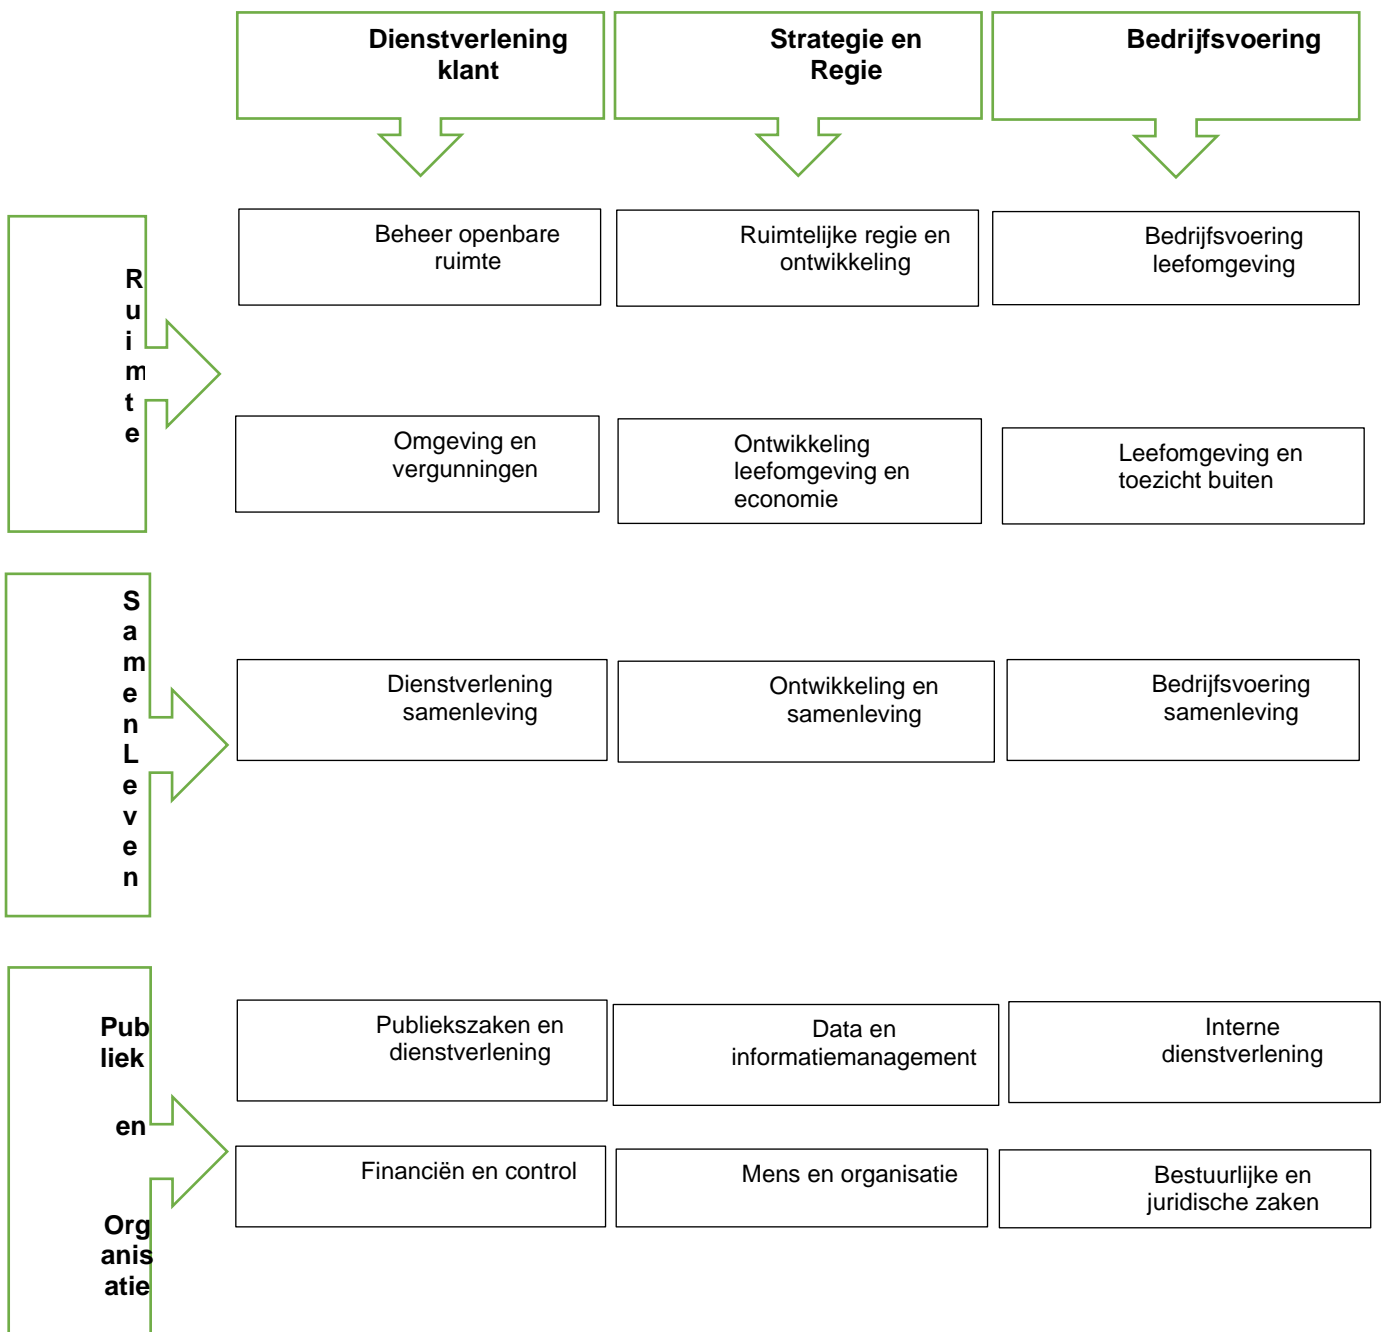 Dienstverlening
klant
Strategie en
Regie
Bedrijfsvoering
R
u
i
m
t
e
Beheer openbare
ruimte
Ruimtelijke regie en
ontwikkeling
Bedrijfsvoering
leefomgeving
Omgeving en
vergunningen
Ontwikkeling
leefomgeving en
economie
Leefomgeving en
toezicht buiten
S
a
m
e
n
L
e
v
e
n
Dienstverlening
samenleving
Ontwikkeling en
samenleving
Bedrijfsvoering
samenleving
Pub
liek
en
Org
anis
atie
Publiekszaken en
dienstverlening
Data en
informatiemanagement
Interne
dienstverlening
Financiën en control
Mens en organisatie
Bestuurlijke en
juridische zaken